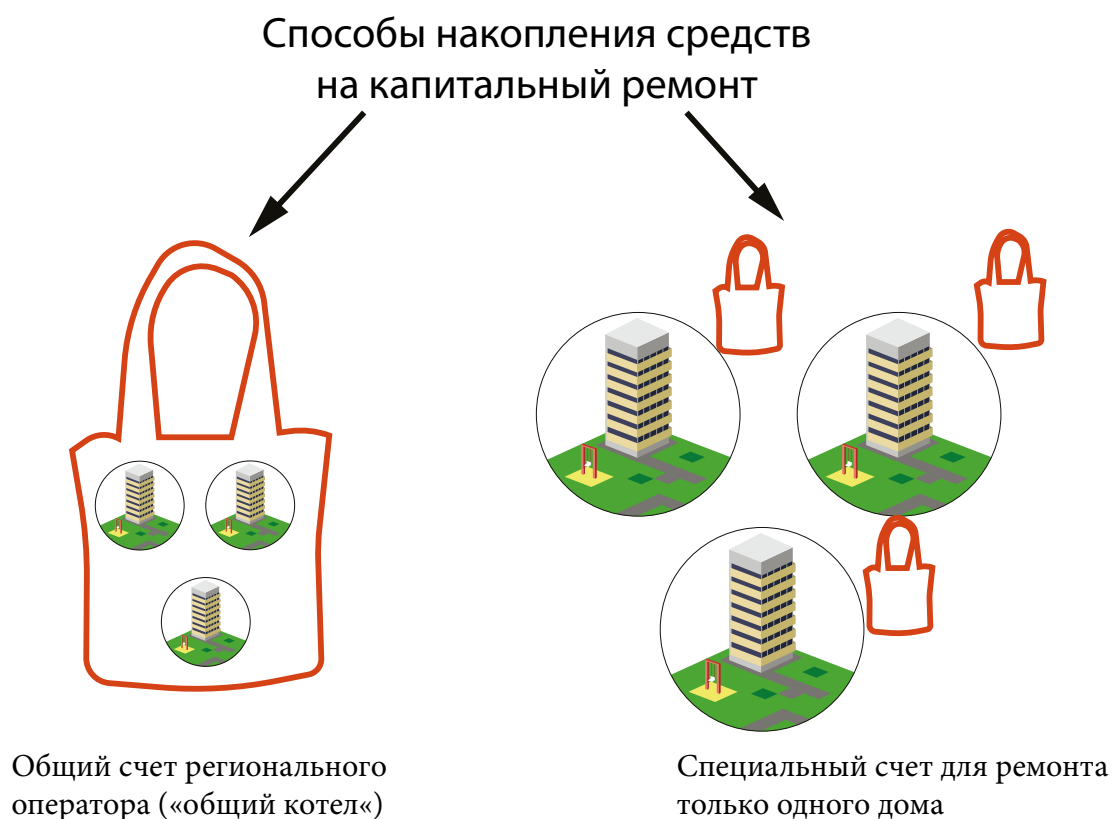 Способы накопления средств
на капитальный ремонт
Общий счет регионального
оператора («общий котел«)
Специальный счет для ремонта
только одного дома